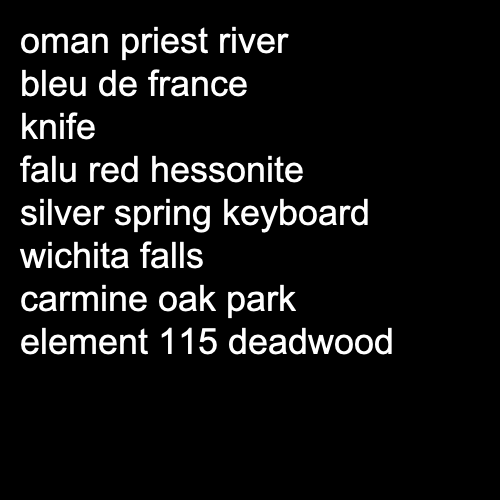 oman priest river
bleu de france
knife
falu red hessonite
silver spring keyboard
wichita falls
carmine oak park
element 115 deadwood